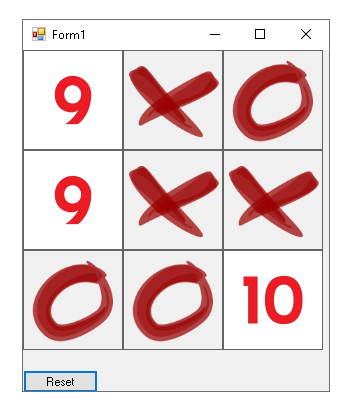 Form1
9 X O
9 X X
O O 10
Reset